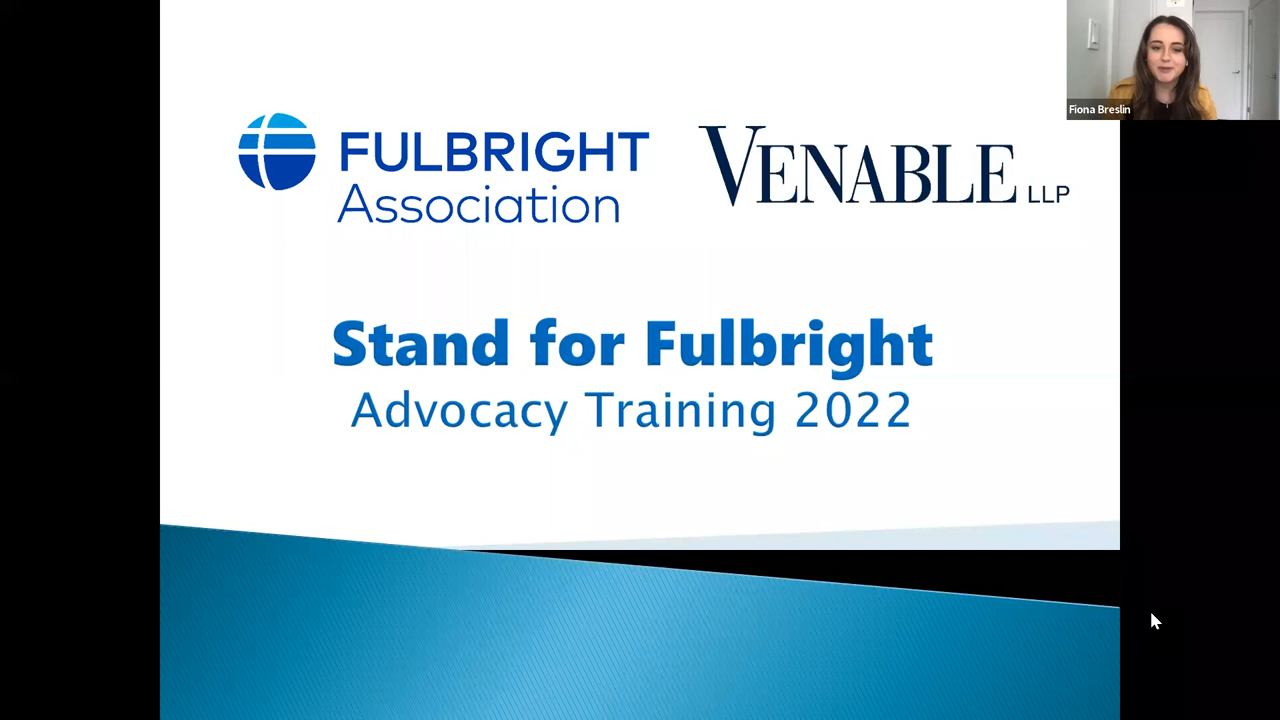 Fiona Breslin
FULBRIGHT
Association
VENABLE LLP
Stand for Fulbright
Advocacy Training 2022